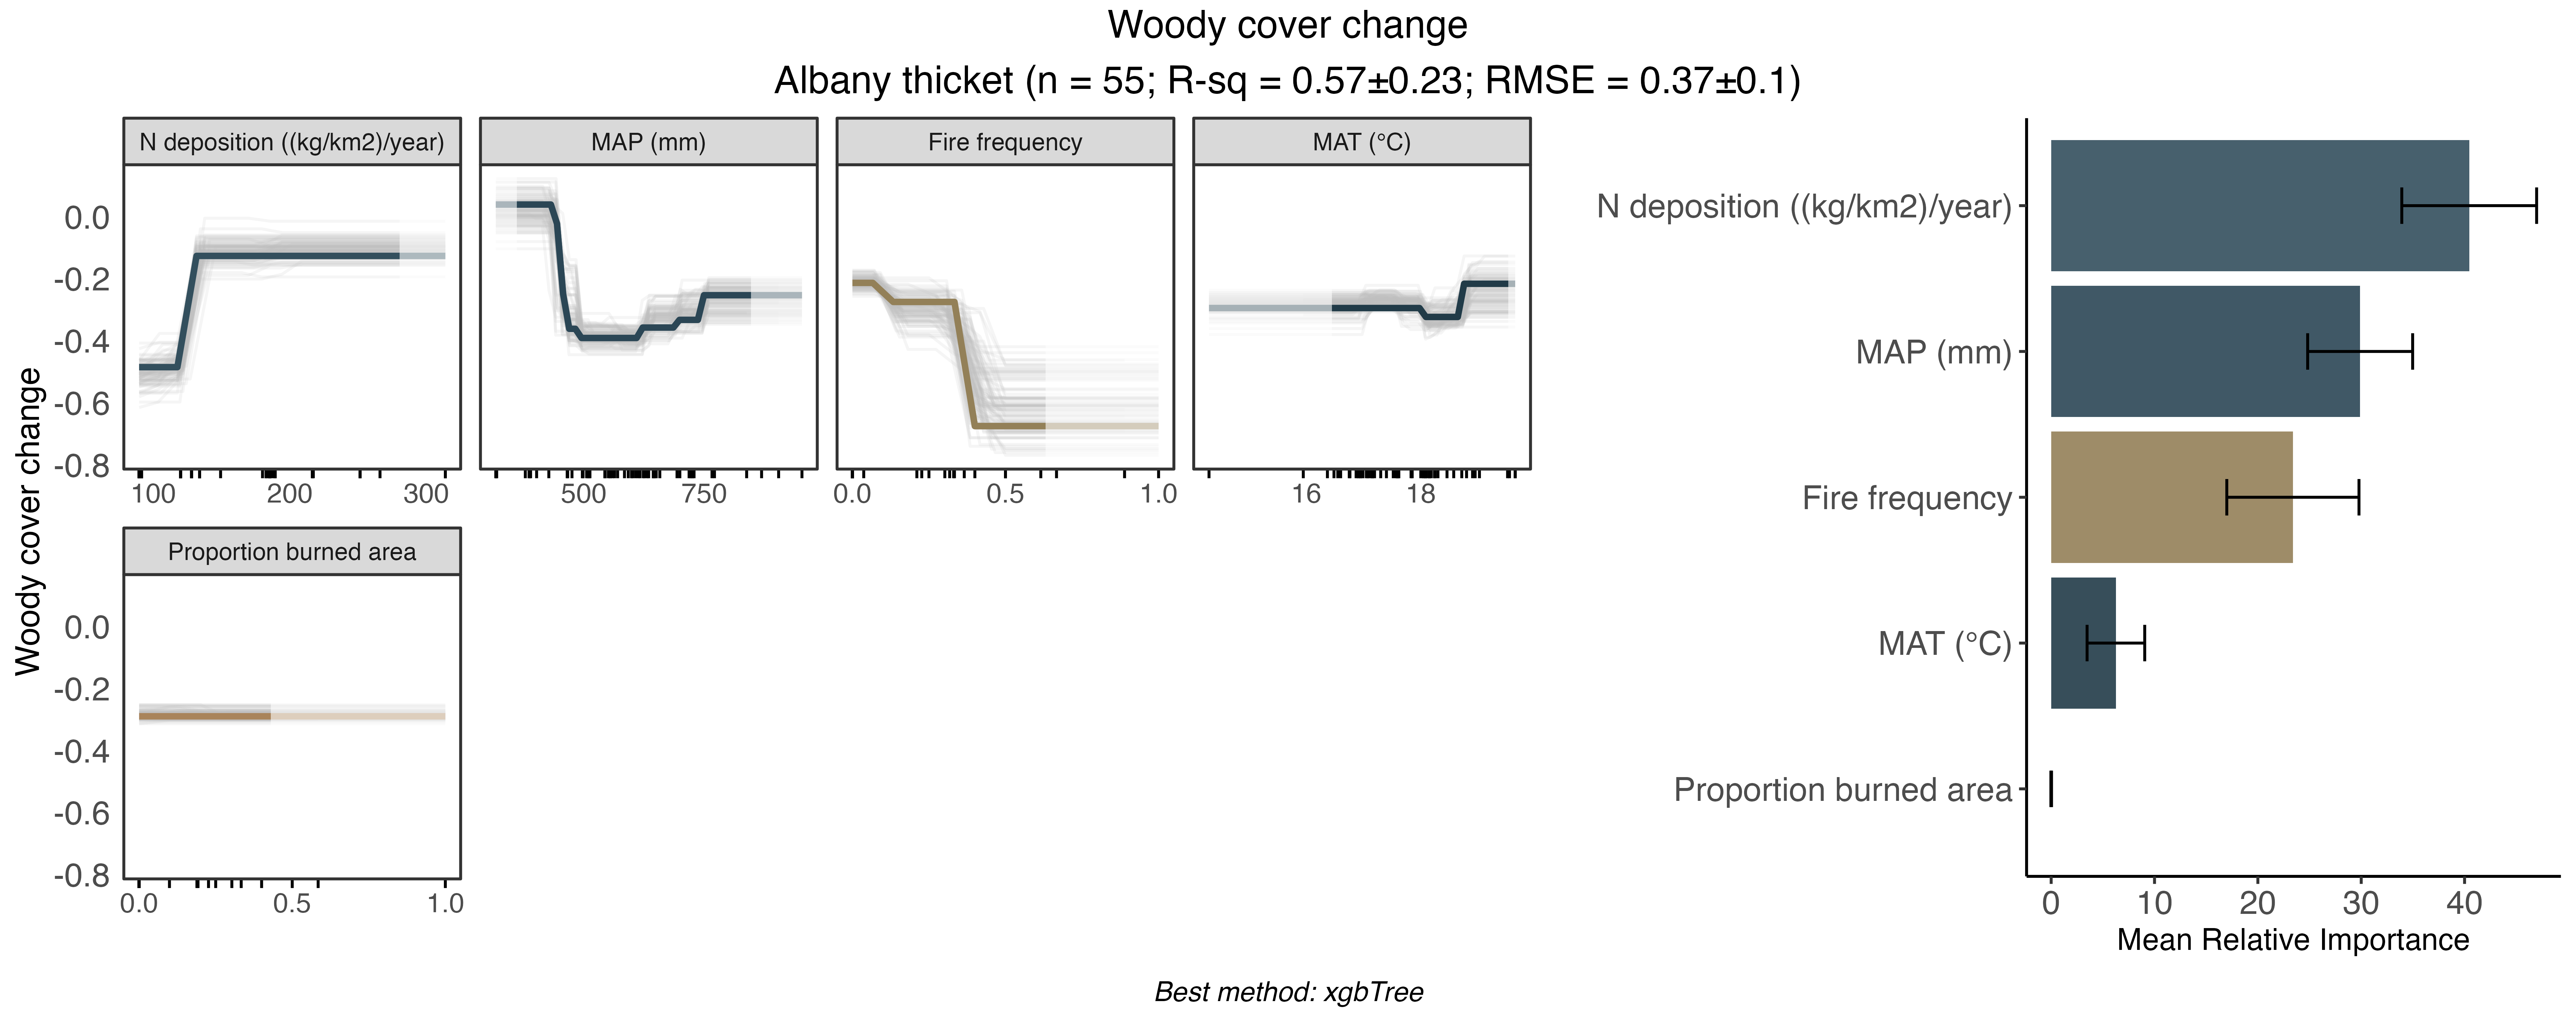 Woody cover change
Albany thicket (n = 55; R-sq = 0.57±0.23; RMSE = 0.37±0.1)
N deposition ((kg/km2)/year)
MAP (mm)
Fire frequency
MAT (°C)
Woody cover change
0.0
-0.2
-0.4
-0.6
-0.8
100 200 300
500 750
0.0 0.5 1.0
16 18
Proportion burned area
0.0
-0.2
-0.4
-0.6
-0.8
0.0 0.5 1.0
N deposition ((kg/km2)/year)
MAP (mm)
Fire frequency
MAT (°C)
Proportion burned area
0 10 20 30 40
Mean Relative Importance
Best method: xgbTree